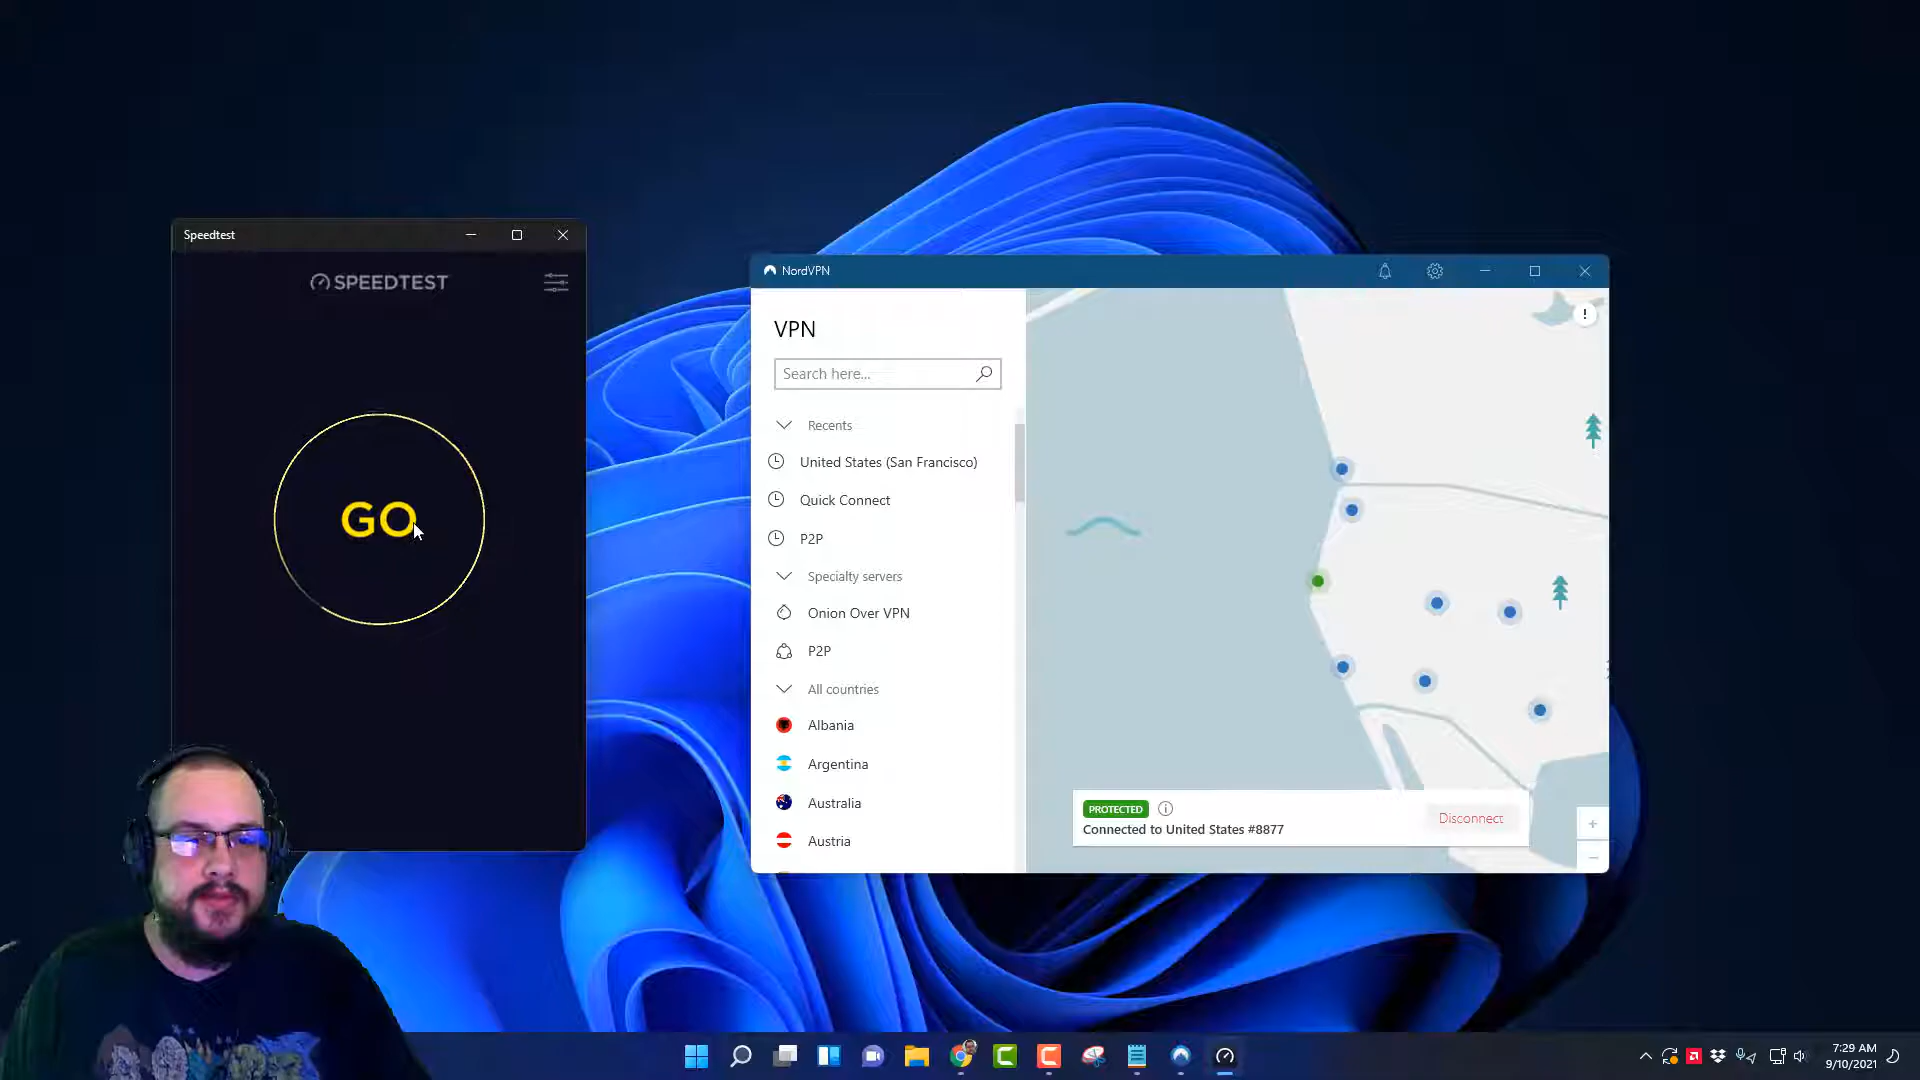 Speedtest
SPEEDTEST
GO
NordVPN
VPN
Search here...
Recents
United States (San Francisco)
Quick Connect
P2P
Specialty servers
Onion Over VPN
P2P
All countries
Albania
Argentina
Australia
Austria
!
PROTECTED
Connected to United States #8877
Disconnect
7:29 AM
9/10/2021